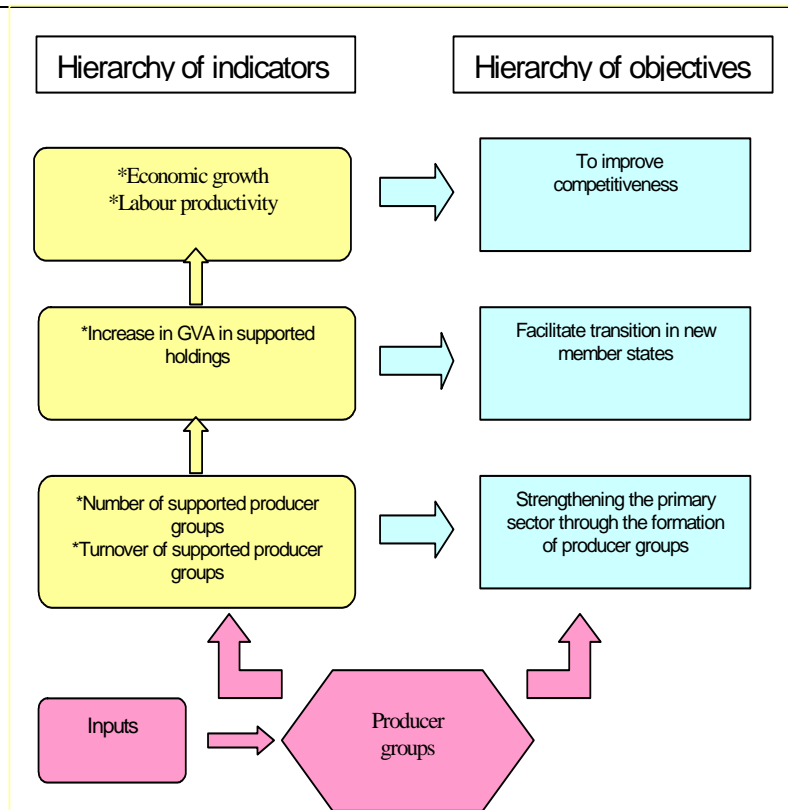 Hierarchy of indicators
Hierarchy of objectives
*Economic growth
*Labour productivity
To improve
competitiveness
*Increase in GVA in supported
holdings
Facilitate transition in new
member states
*Number of supported producer
groups
*Turnover of supported producer
groups
Strengthening the primary
sector through the formation
of producer groups
Inputs
Producer
groups